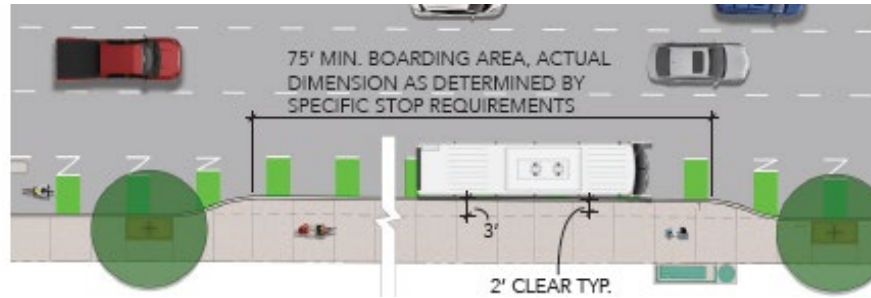 75' MIN. BOARDING AREA, ACTUAL
DIMENSION AS DETERMINED BY
SPECIFIC STOP REQUIREMENTS
3'
2' CLEAR TYP.